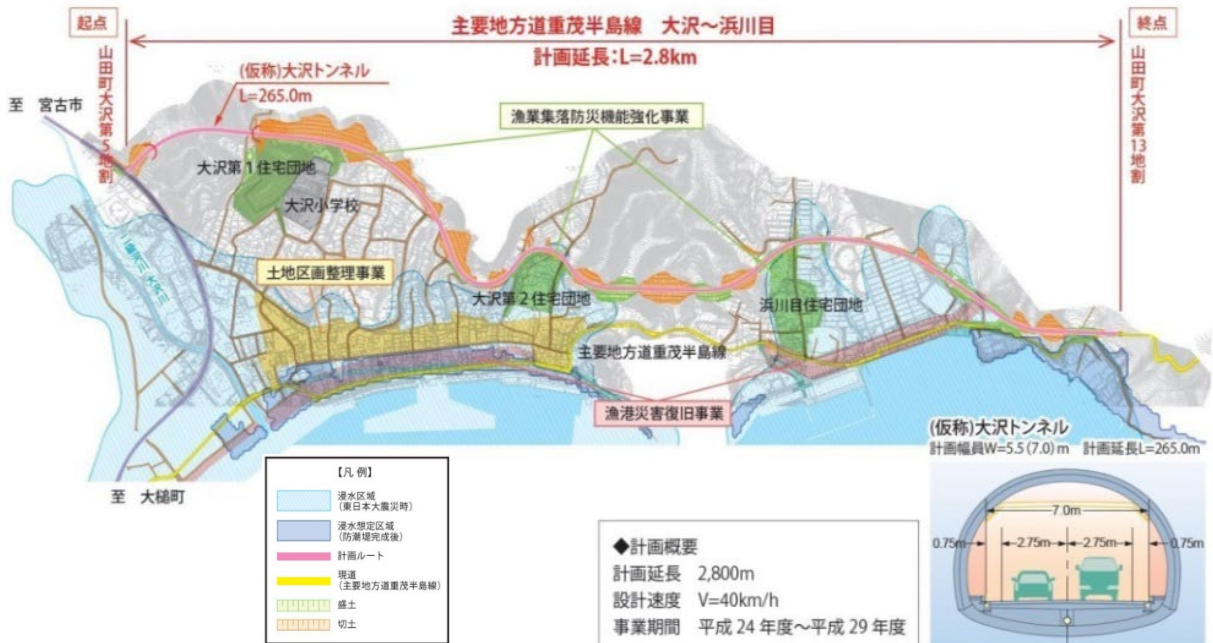 起点
主要地方道重茂半島線 大沢～浜川目
終点
計画延長:L=2.8km
山田町大沢第5地割
山田町大沢第13地割
(仮称)大沢トンネル
L=265.0m
至 宮古市
漁業集落防災機能強化事業
大沢第1住宅団地
大沢小学校
土地区画整理事業
大沢第2住宅団地
浜川目住宅団地
主要地方道重茂半島線
漁港災害復旧事業
至 大槌町
(仮称)大沢トンネル
計画幅員W=5.5(7.0)m 計画延長L=265.0m
7.0m
0.75m
2.75m
2.75m
0.75m
【凡 例】
浸水区域
(東日本大震災時)
浸水想定区域
(防潮堤完成後)
計画ルート
現道
(主要地方道重茂半島線)
盛土
切土
◆計画概要
計画延長 2,800m
設計速度 V=40km/h
事業期間 平成24年度～平成29年度